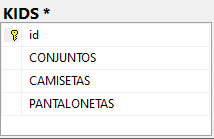 KIDS *
id
CONJUNTOS
CAMISETAS
PANTALONETAS